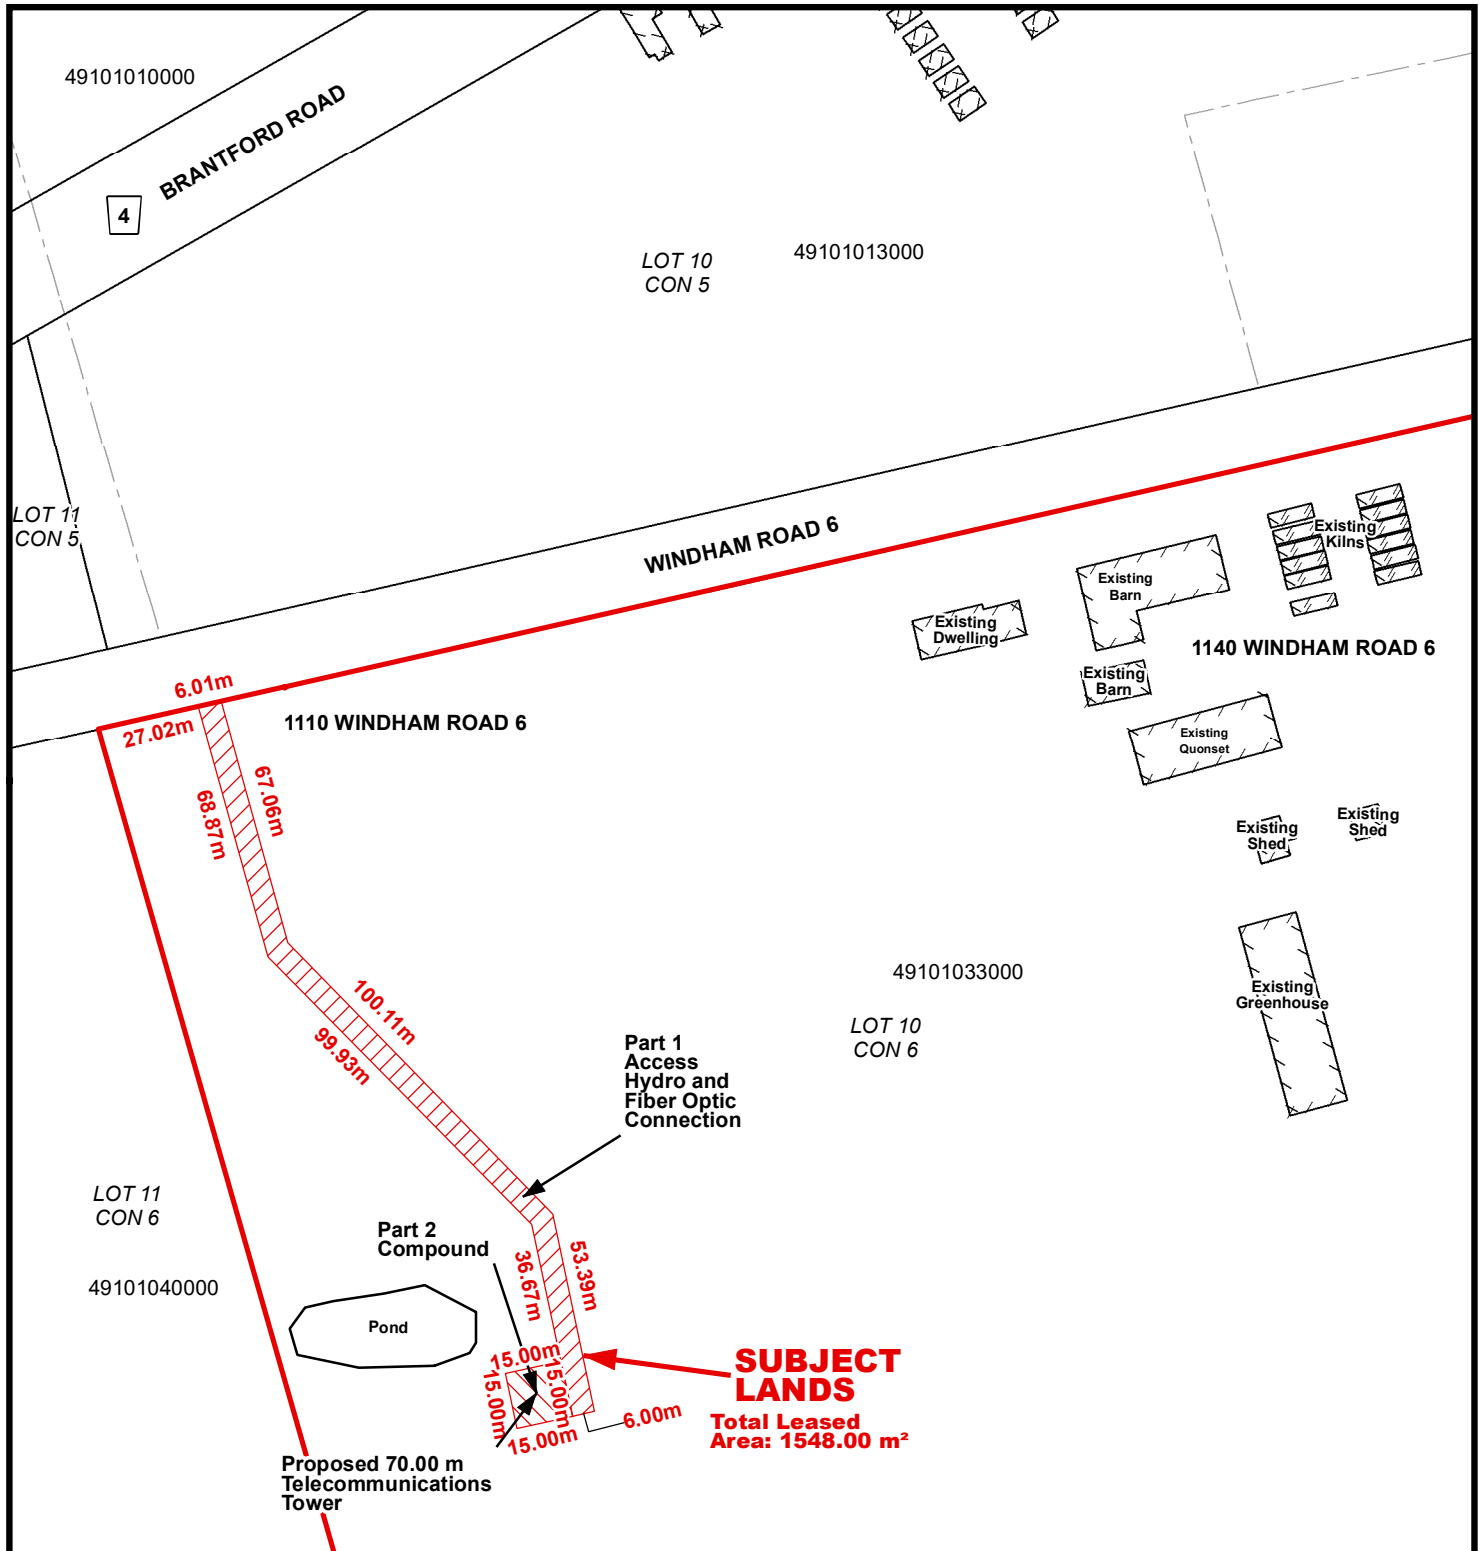 49101010000
BRANTFORD ROAD
4
LOT 10
CON 5
49101013000
LOT 11
CON 5
WINDHAM ROAD 6
Existing
Kilns
Existing
Barn
Existing
Dwelling
1140 WINDHAM ROAD 6
Existing
Barn
6.01m
27.02m
1110 WINDHAM ROAD 6
Existing
Quonset
67.06m
68.87m
Existing
Shed
Existing
Shed
49101033000
Existing
Greenhouse
100.11m
99.93m
LOT 10
CON 6
Part 1
Access
Hydro and
Fiber Optic
Connection
LOT 11
CON 6
Part 2
Compound
36.67m
53.39m
49101040000
Pond
15.00m
15.00m
15.00m
15.00m
6.00m
SUBJECT
LANDS
Total Leased
Area: 1548.00 m²
Proposed 70.00 m
Telecommunications
Tower